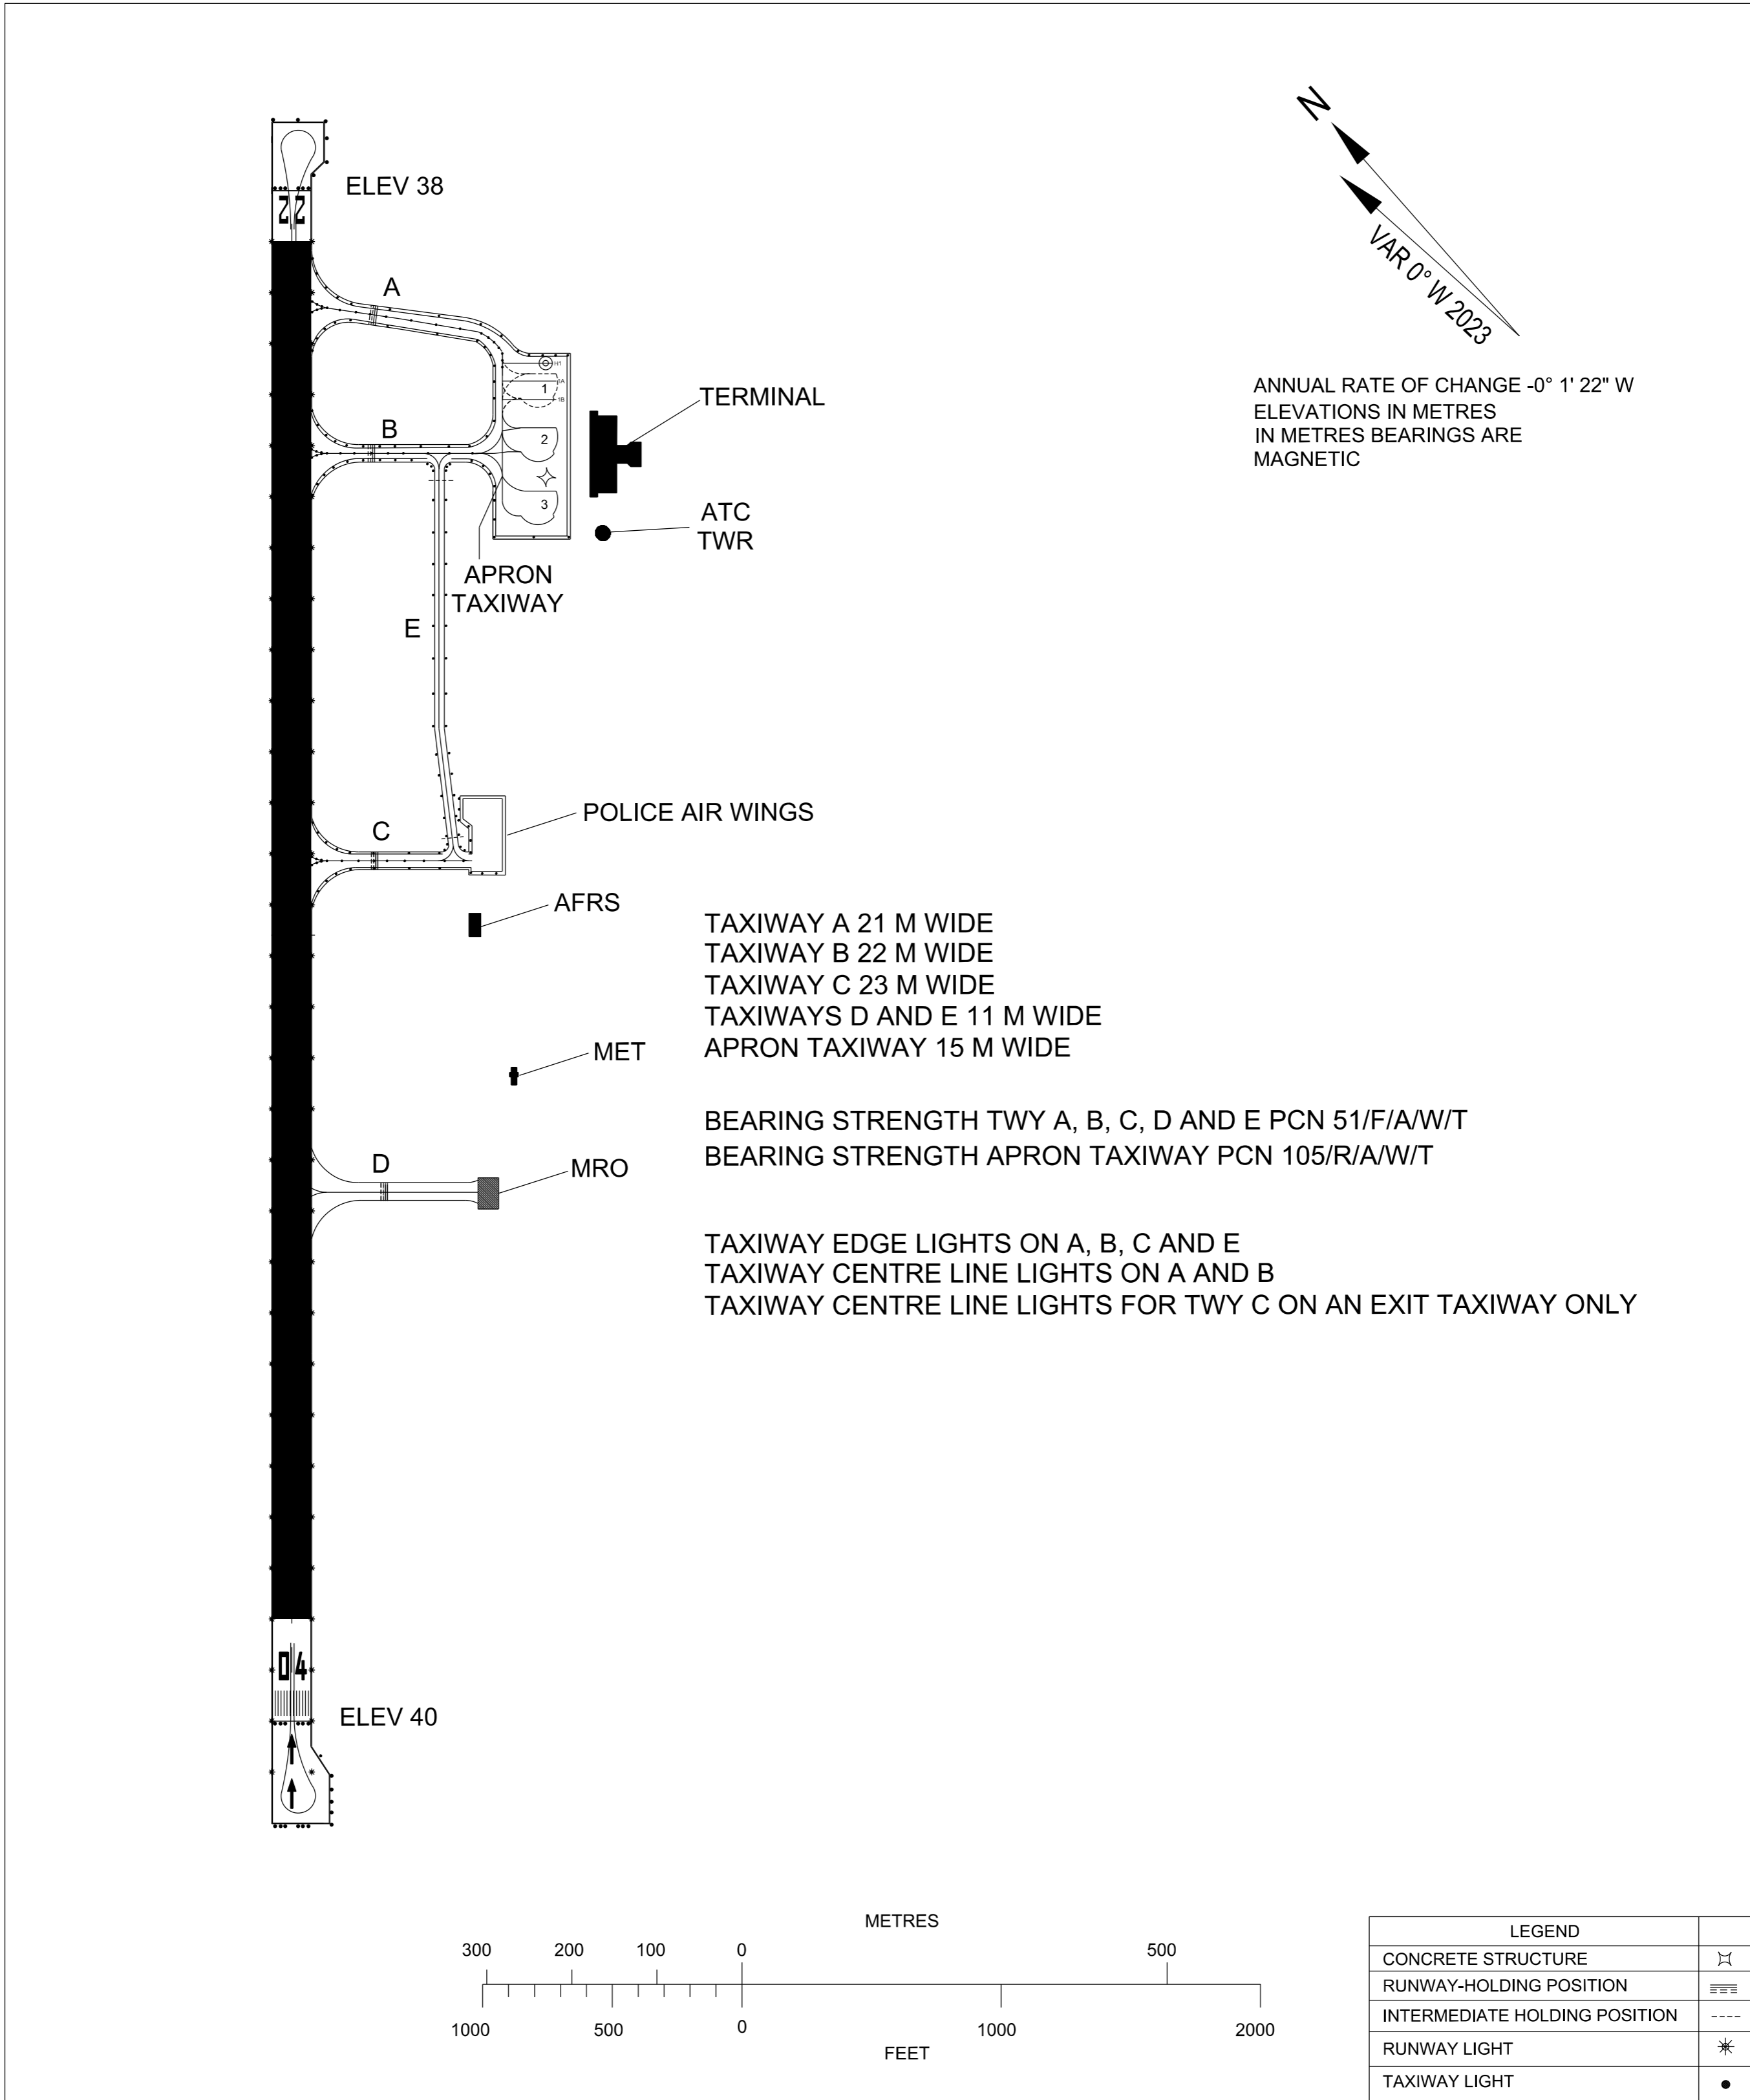 N
VAR 0° W 2023
ELEV 38
22
A
ANNUAL RATE OF CHANGE -0° 1' 22" W
ELEVATIONS IN METRES
IN METRES BEARINGS ARE
MAGNETIC
H1
1A
1
1B
TERMINAL
B
2
3
ATC
TWR
APRON
TAXIWAY
E
POLICE AIR WINGS
C
AFRS
TAXIWAY A 21 M WIDE
TAXIWAY B 22 M WIDE
TAXIWAY C 23 M WIDE
TAXIWAYS D AND E 11 M WIDE
APRON TAXIWAY 15 M WIDE
MET
BEARING STRENGTH TWY A, B, C, D AND E PCN 51/F/A/W/T
BEARING STRENGTH APRON TAXIWAY PCN 105/R/A/W/T
D
MRO
TAXIWAY EDGE LIGHTS ON A, B, C AND E
TAXIWAY CENTRE LINE LIGHTS ON A AND B
TAXIWAY CENTRE LINE LIGHTS FOR TWY C ON AN EXIT TAXIWAY ONLY
04
ELEV 40
METRES
300 200 100 0 500
1000 500 0 1000 2000
FEET
LEGEND
CONCRETE STRUCTURE
RUNWAY-HOLDING POSITION
INTERMEDIATE HOLDING POSITION
RUNWAY LIGHT
TAXIWAY LIGHT